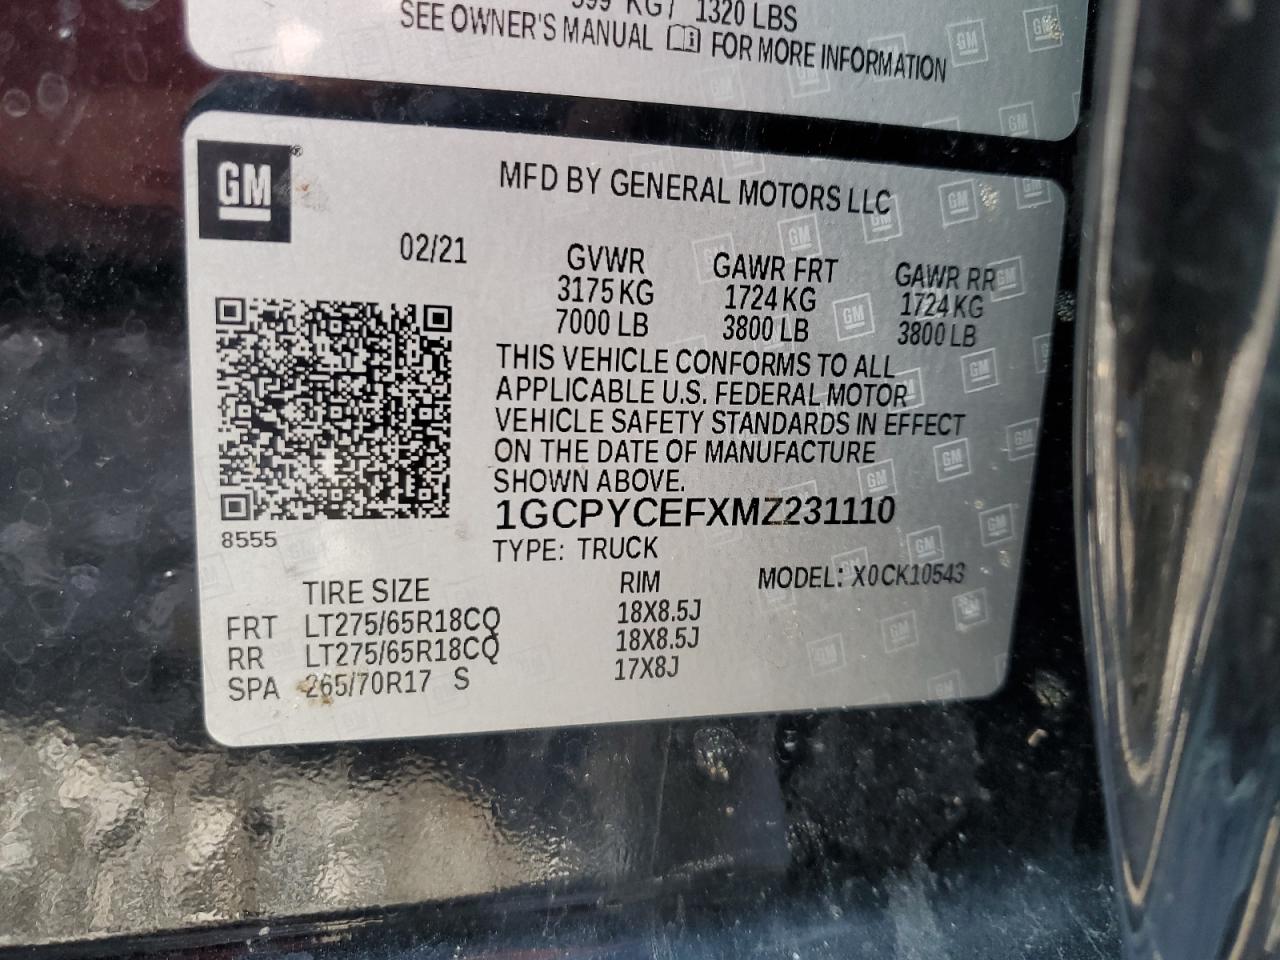 599 KG / 1320 LBS
SEE OWNER'S MANUAL FOR MORE INFORMATION
GM®
MFD BY GENERAL MOTORS LLC
02/21 GVWR GAWR FRT GAWR RR
3175 KG 1724 KG 1724 KG
7000 LB 3800 LB 3800 LB
THIS VEHICLE CONFORMS TO ALL
APPLICABLE U.S. FEDERAL MOTOR
VEHICLE SAFETY STANDARDS IN EFFECT
ON THE DATE OF MANUFACTURE
SHOWN ABOVE.
1GCPYCEFXMZ231110
8555
TYPE: TRUCK
MODEL: X0CK10543
TIRE SIZE RIM
FRT LT275/65R18CQ 18X8.5J
RR LT275/65R18CQ 18X8.5J
SPA 265/70R17 S 17X8J